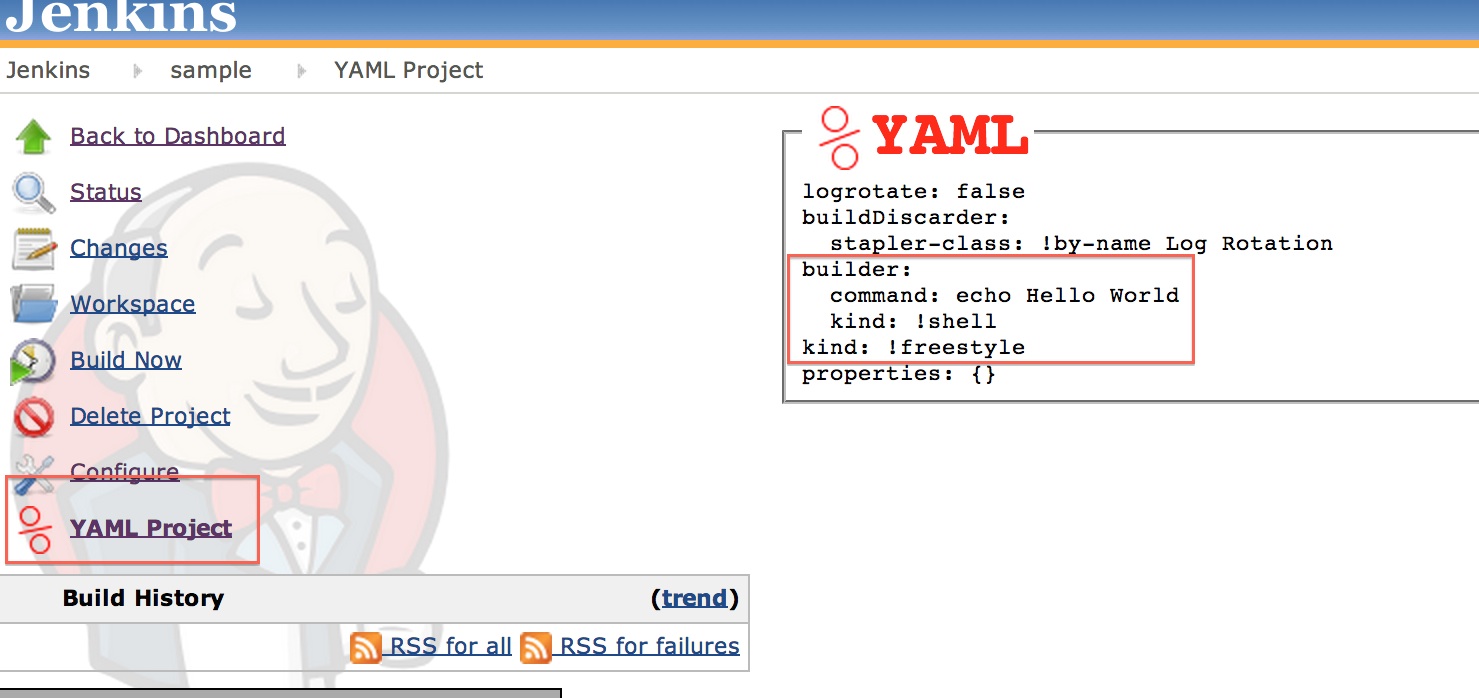 Jenkins
Jenkins sample YAML Project
Back to Dashboard
Status
Changes
Workspace
Build Now
Delete Project
Configure
YAML Project
Build History (trend)
RSS for all RSS for failures
YAML
logrotate: false
buildDiscarder:
  stapler-class: !by-name Log Rotation
builder:
  command: echo Hello World
  kind: !shell
kind: !freestyle
properties: {}